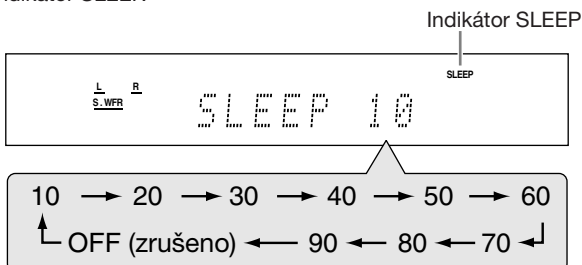 Indikátor SLEEP
SLEEP
L R
S.WFR
SLEEP 10
10 → 20 → 30 → 40 → 50 → 60
OFF (zrušeno) ← 90 ← 80 ← 70